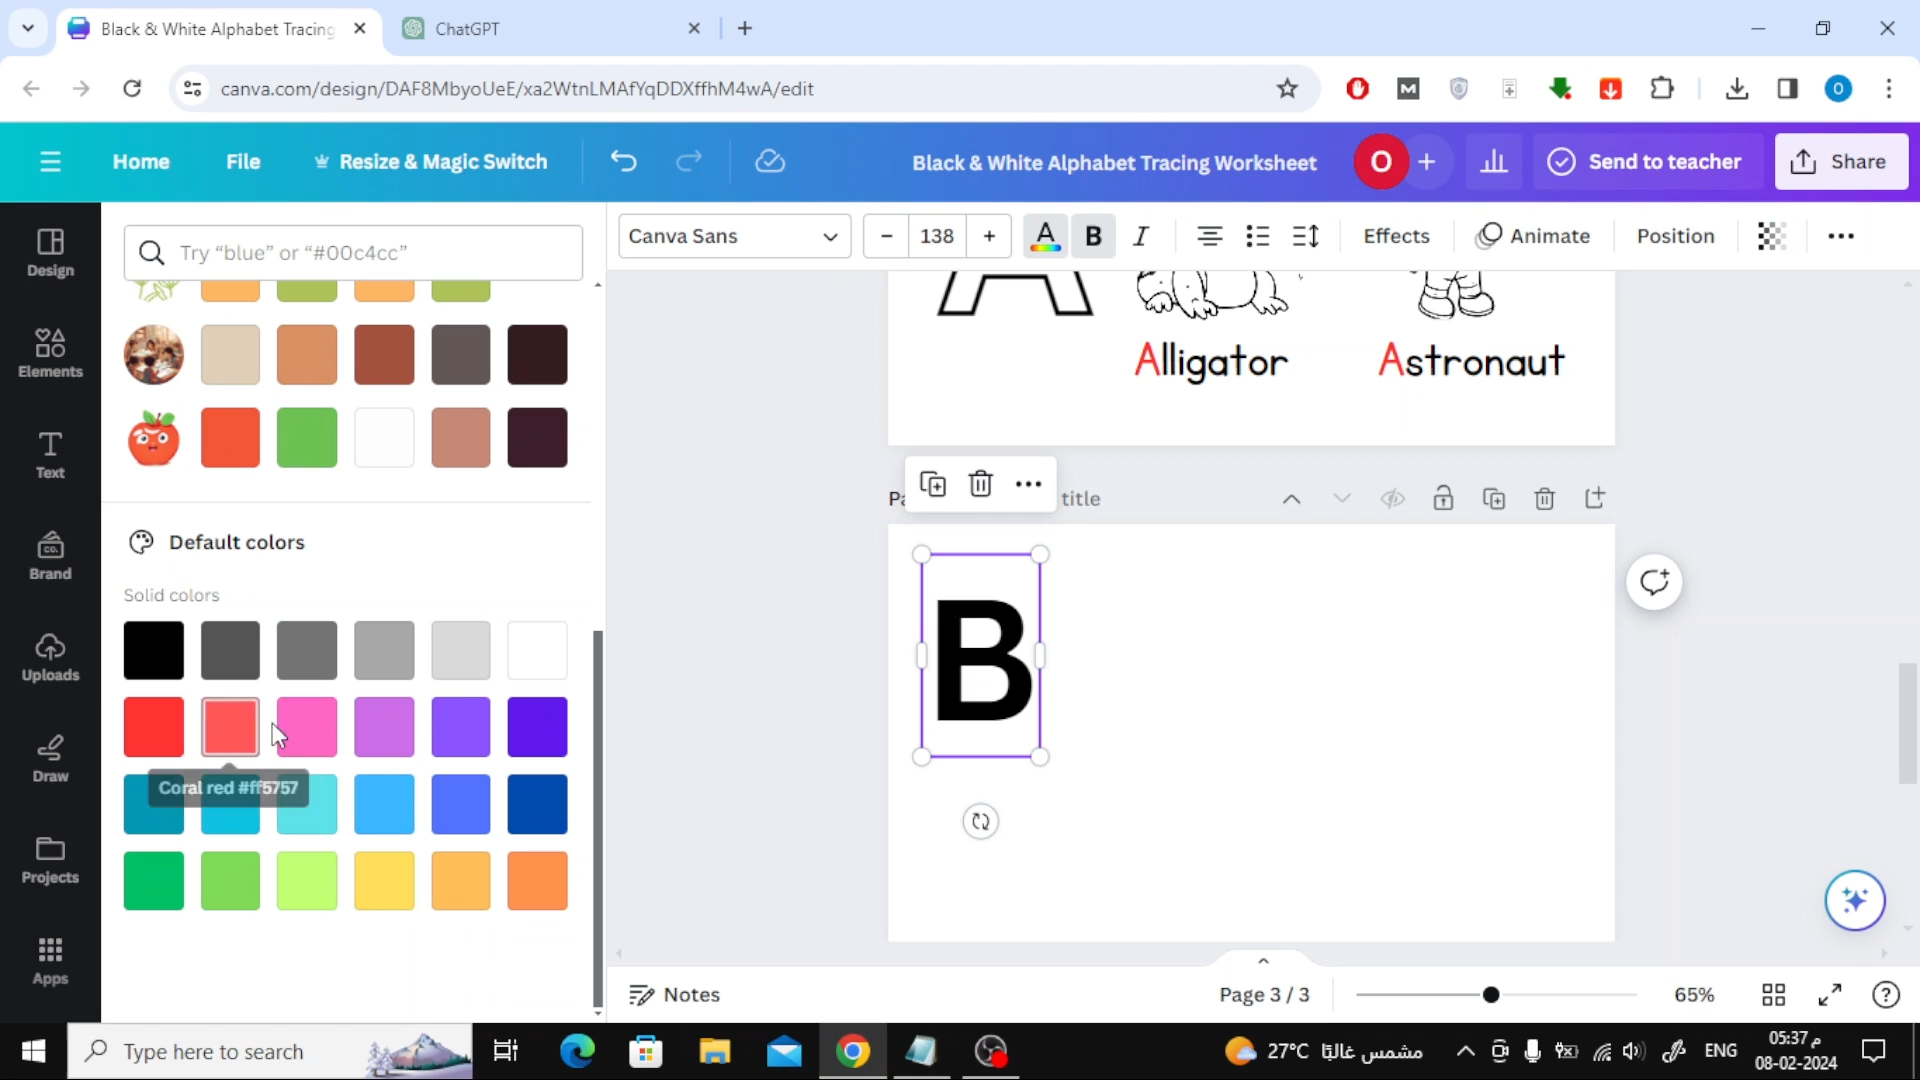 Black & White Alphabet Tracing
ChatGPT
canva.com/design/DAF8MbyoUeE/xa2WtnLMAfYqDDXffhM4wA/edit
O
Home
File
Resize & Magic Switch
Black & White Alphabet Tracing Worksheet
O
Send to teacher
Share
Design
Elements
Text
Brand
Uploads
Draw
Projects
Apps
Try “blue” or “#00c4cc”
Canva Sans
138
Effects
Animate
Position
A
Alligator
Astronaut
Default colors
Solid colors
Coral red #ff5757
title
B
Notes
Page 3 / 3
65%
Type here to search
27°C مشمس غالبًا
ENG
05:37 م
08-02-2024